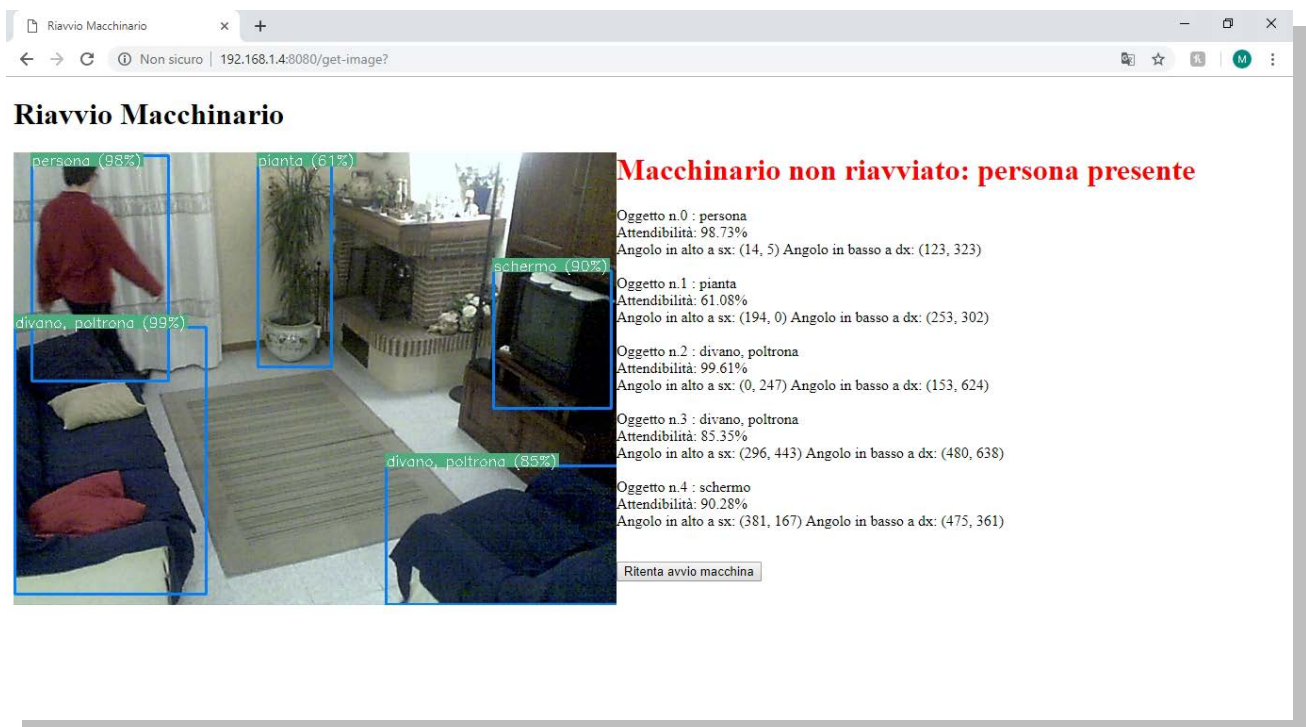 Riavvio Macchinario
Non sicuro | 192.168.1.4:8080/get-image?
M
Riavvio Macchinario
persona (98%)
pianta (61%)
schermo (90%)
divano, poltrona (99%)
divano, poltrona (85%)
Macchinario non riavviato: persona presente
Oggetto n.0 : persona
Attendibilità: 98.73%
Angolo in alto a sx: (14, 5) Angolo in basso a dx: (123, 323)
Oggetto n.1 : pianta
Attendibilità: 61.08%
Angolo in alto a sx: (194, 0) Angolo in basso a dx: (253, 302)
Oggetto n.2 : divano, poltrona
Attendibilità: 99.61%
Angolo in alto a sx: (0, 247) Angolo in basso a dx: (153, 624)
Oggetto n.3 : divano, poltrona
Attendibilità: 85.35%
Angolo in alto a sx: (296, 443) Angolo in basso a dx: (480, 638)
Oggetto n.4 : schermo
Attendibilità: 90.28%
Angolo in alto a sx: (381, 167) Angolo in basso a dx: (475, 361)
Ritenta avvio macchina